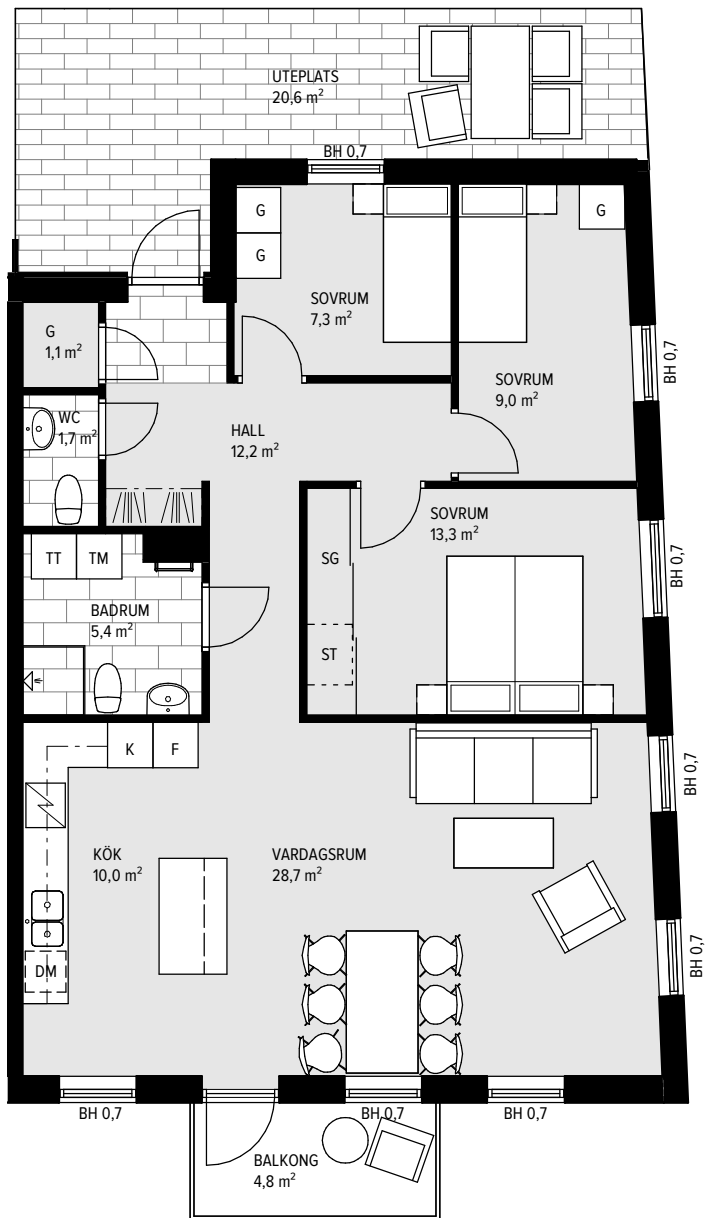 UTEPLATS
20,6 m²
BH 0,7
G
G
G
SOVRUM
7,3 m²
G
1,1 m²
SOVRUM
9,0 m²
BH 0,7
WC
1,7 m²
HALL
12,2 m²
SOVRUM
13,3 m²
TT
TM
SG
BH 0,7
BADRUM
5,4 m²
ST
K
F
BH 0,7
KÖK
10,0 m²
VARDAGSRUM
28,7 m²
DM
BH 0,7
BH 0,7
BH 0,7
BH 0,7
BALKONG
4,8 m²